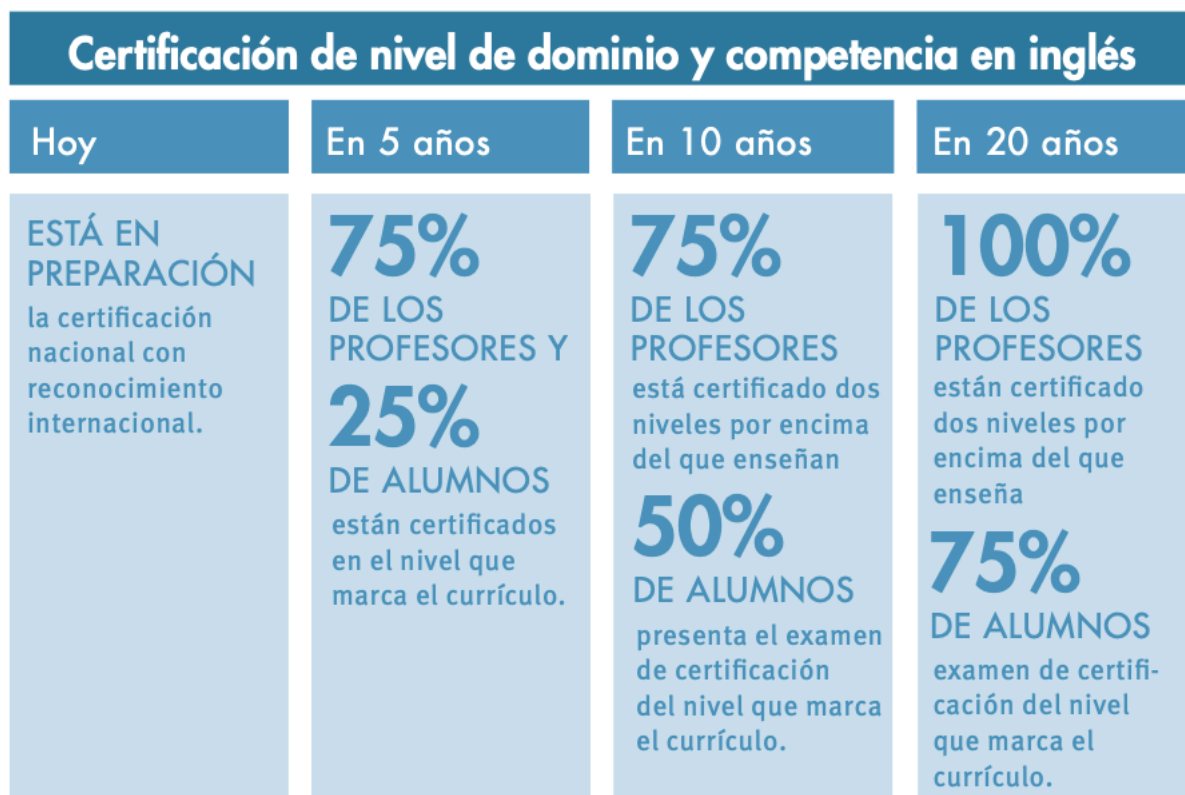 Certificación de nivel de dominio y competencia en inglés
Hoy
ESTÁ EN
PREPARACIÓN
la certificación
nacional con
reconocimiento
internacional.
En 5 años
75%
DE LOS
PROFESORES Y
25%
DE ALUMNOS
están certificados
en el nivel que
marca el currículo.
En 10 años
75%
DE LOS
PROFESORES
está certificado dos
niveles por encima
del que enseñan
50%
DE ALUMNOS
presenta el examen
de certificación
del nivel que marca
el currículo.
En 20 años
100%
DE LOS
PROFESORES
están certificado
dos niveles por
encima del que
enseña
75%
DE ALUMNOS
examen de certifi-
cación del nivel
que marca el
currículo.